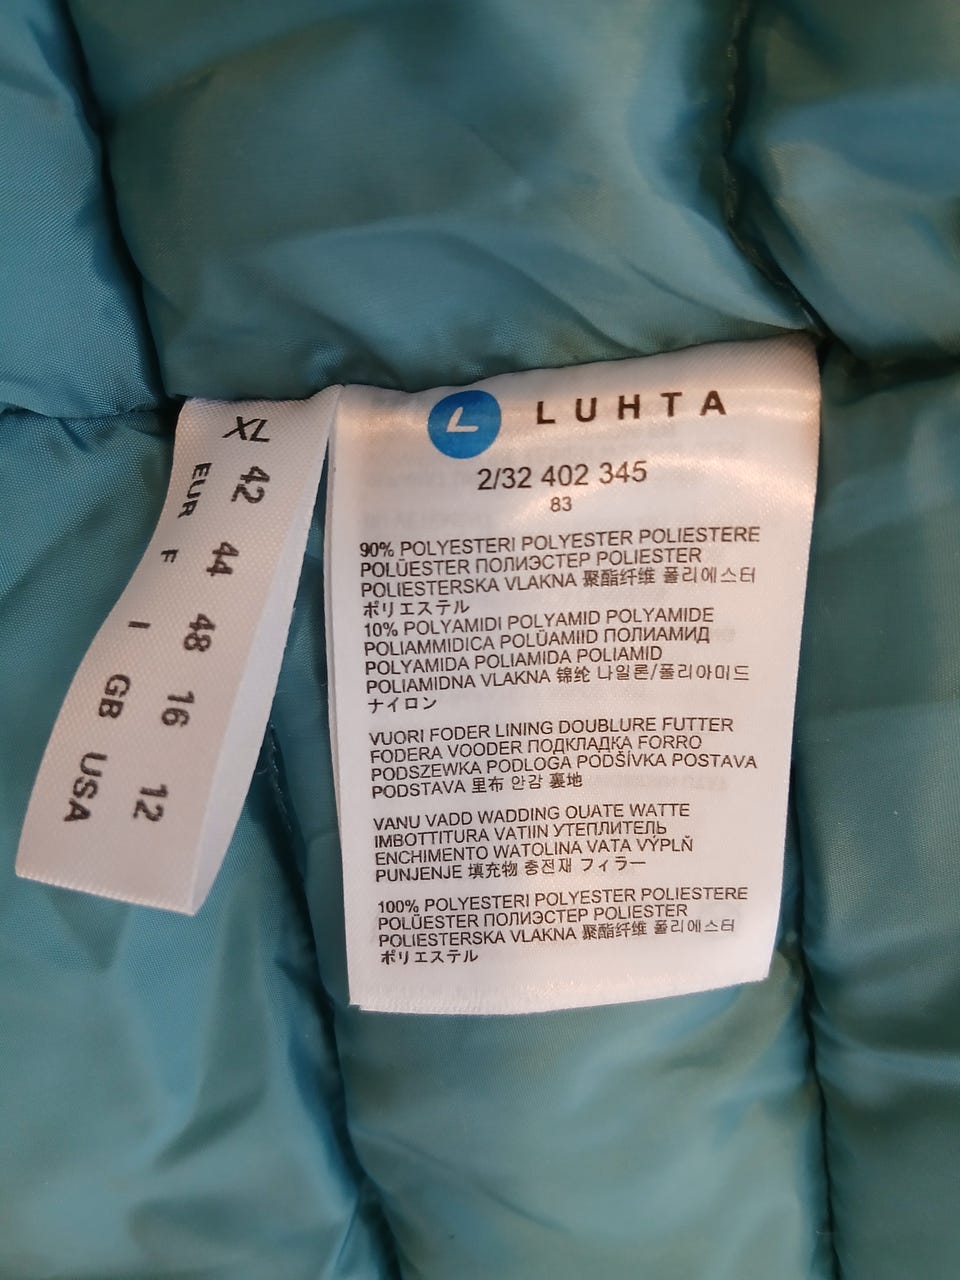 XL
42 44 48 16 12
EUR F I GB USA
LUHTA
2/32 402 345
83
90% POLYESTERI POLYESTER POLIESTERE
POLÜESTER ПОЛИЭСТЕР POLIESTER
POLIESTERSKA VLAKNA 聚酯纤维 폴리에스터
ポリエステル
10% POLYAMIDI POLYAMID POLYAMIDE
POLIAMMIDICA POLÜAMIID ПОЛИАМИД
POLYAMIDA POLIAMIDA POLIAMID
POLIAMIDNA VLAKNA 锦纶 나일론/폴리아미드
ナイロン
VUORI FODER LINING DOUBLURE FUTTER
FODERA VOODER ПОДКЛАДКА FORRO
PODSZEWKA PODLOGA PODŠÍVKA POSTAVA
PODSTAVA 里布 안감 裏地
VANU VADD WADDING OUATE WATTE
IMBOTTITURA VATIIN УТЕПЛИТЕЛЬ
ENCHIMENTO WATOLINA VATA VÝPLŇ
PUNJENJE 填充物 충전재 フィラー
100% POLYESTERI POLYESTER POLIESTERE
POLÜESTER ПОЛИЭСТЕР POLIESTER
POLIESTERSKA VLAKNA 聚酯纤维 폴리에스터
ポリエステル